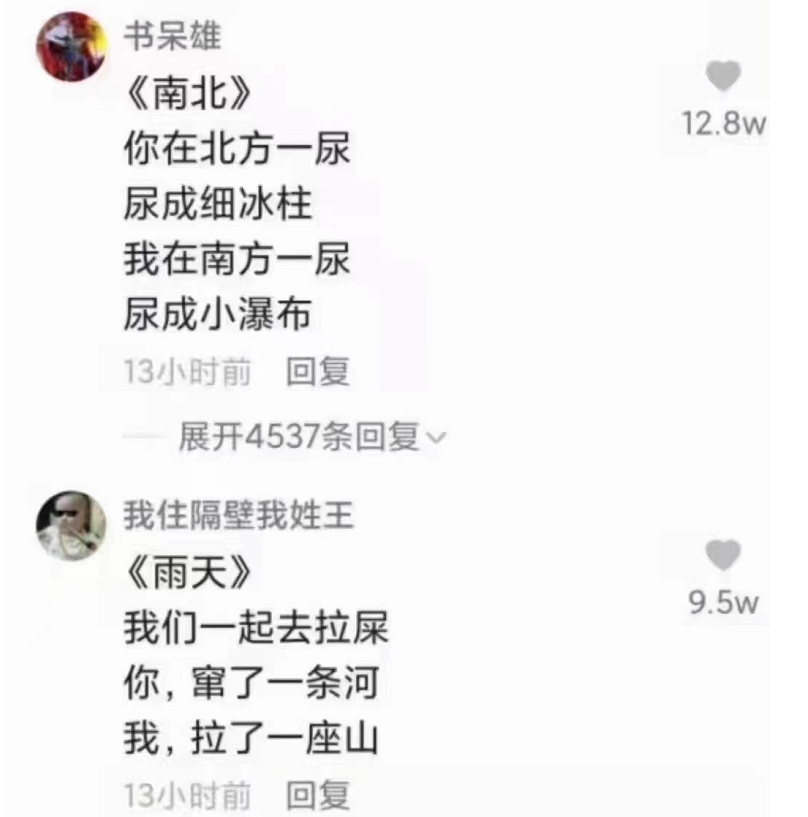 书呆雄
《南北》
12.8w
你在北方一尿
尿成细冰柱
我在南方一尿
尿成小瀑布
13小时前 回复
展开4537条回复
我住隔壁我姓王
《雨天》
9.5w
我们一起去拉屎
你，窜了一条河
我，拉了一座山
13小时前 回复